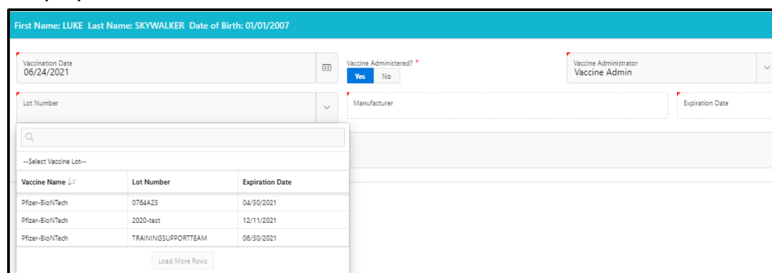 First Name: LUKE Last Name: SKYWALKER Date of Birth: 01/01/2007
Vaccination Date
06/24/2021
Vaccine Administered? *
Yes No
Vaccine Administrator
Vaccine Admin
Lot Number
Manufacturer
Expiration Date
--Select Vaccine Lot--
Vaccine Name Lot Number Expiration Date
Pfizer-BioNTech 0764A23 04/30/2021
Pfizer-BioNTech 2020-test 12/11/2021
Pfizer-BioNTech TRAININGSUPPORTTEAM 06/30/2021
Load More Rows